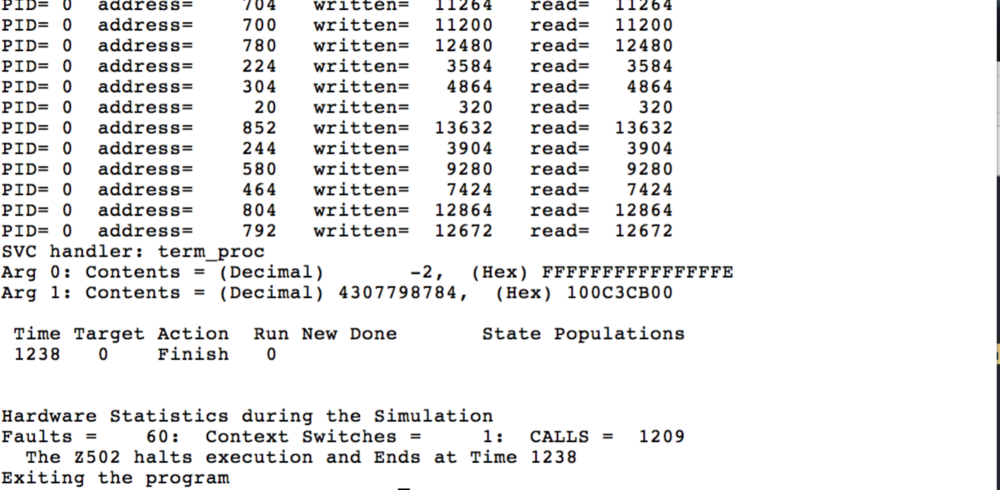 PID= 0  address=    704   written=  11264   read=  11264
PID= 0  address=    700   written=  11200   read=  11200
PID= 0  address=    780   written=  12480   read=  12480
PID= 0  address=    224   written=   3584   read=   3584
PID= 0  address=    304   written=   4864   read=   4864
PID= 0  address=     20   written=    320   read=    320
PID= 0  address=    852   written=  13632   read=  13632
PID= 0  address=    244   written=   3904   read=   3904
PID= 0  address=    580   written=   9280   read=   9280
PID= 0  address=    464   written=   7424   read=   7424
PID= 0  address=    804   written=  12864   read=  12864
PID= 0  address=    792   written=  12672   read=  12672
SVC handler: term_proc
Arg 0: Contents = (Decimal)       -2,  (Hex) FFFFFFFFFFFFFFFE
Arg 1: Contents = (Decimal) 4307798784,  (Hex) 100C3CB00
Time Target Action  Run New Done       State Populations
1238   0    Finish   0
Hardware Statistics during the Simulation
Faults =    60:  Context Switches =     1:  CALLS =  1209
The Z502 halts execution and Ends at Time 1238
Exiting the program